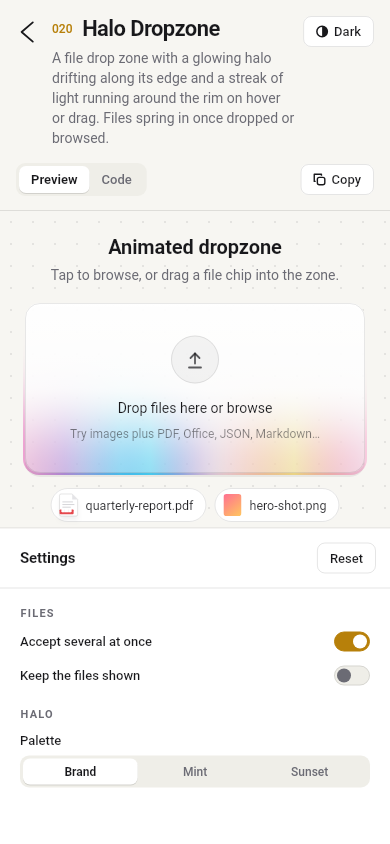 020 Halo Dropzone
Dark
A file drop zone with a glowing halo
drifting along its edge and a streak of
light running around the rim on hover
or drag. Files spring in once dropped or
browsed.
Preview Code
Copy
Animated dropzone
Tap to browse, or drag a file chip into the zone.
Drop files here or browse
Try images plus PDF, Office, JSON, Markdown…
quarterly-report.pdf hero-shot.png
Settings
Reset
FILES
Accept several at once
Keep the files shown
HALO
Palette
Brand Mint Sunset